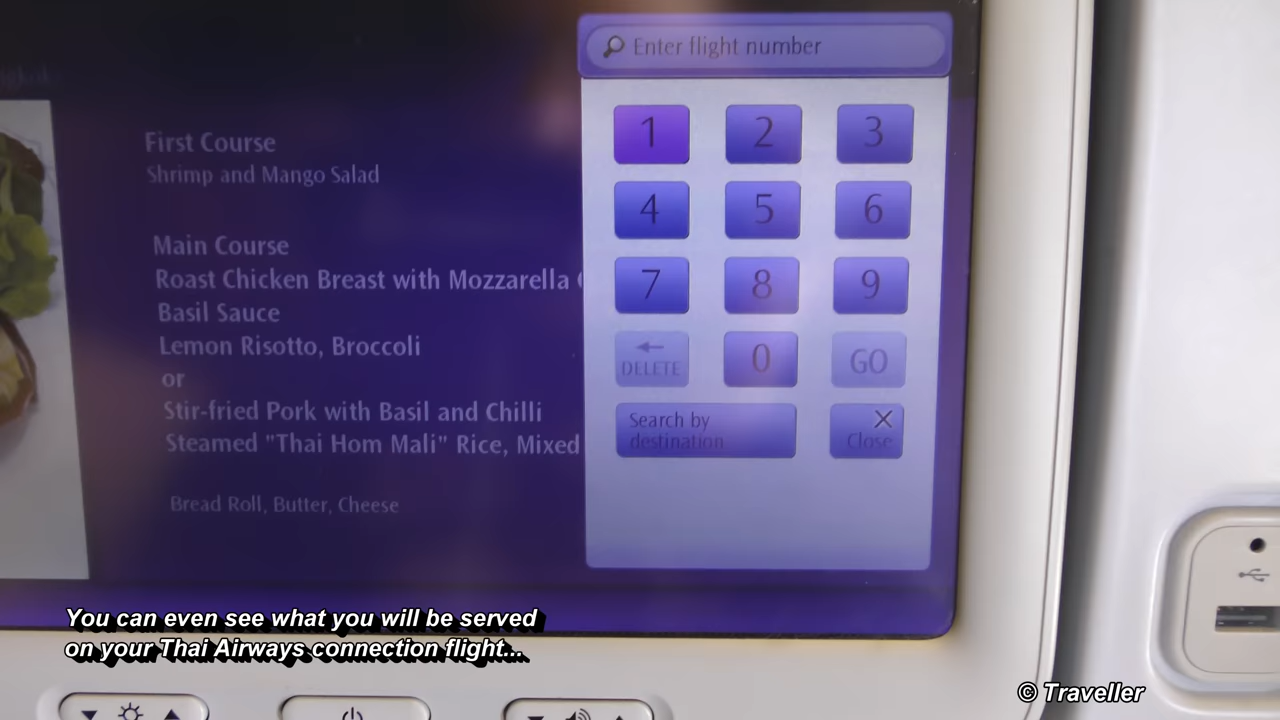 Enter flight number
1 2 3
4 5 6
7 8 9
DELETE 0 GO
Search by
destination
Close
First Course
Shrimp and Mango Salad
Main Course
Roast Chicken Breast with Mozzarella
Basil Sauce
Lemon Risotto, Broccoli
or
Stir-fried Pork with Basil and Chilli
Steamed "Thai Hom Mali" Rice, Mixed
Bread Roll, Butter, Cheese
You can even see what you will be served
on your Thai Airways connection flight...
© Traveller